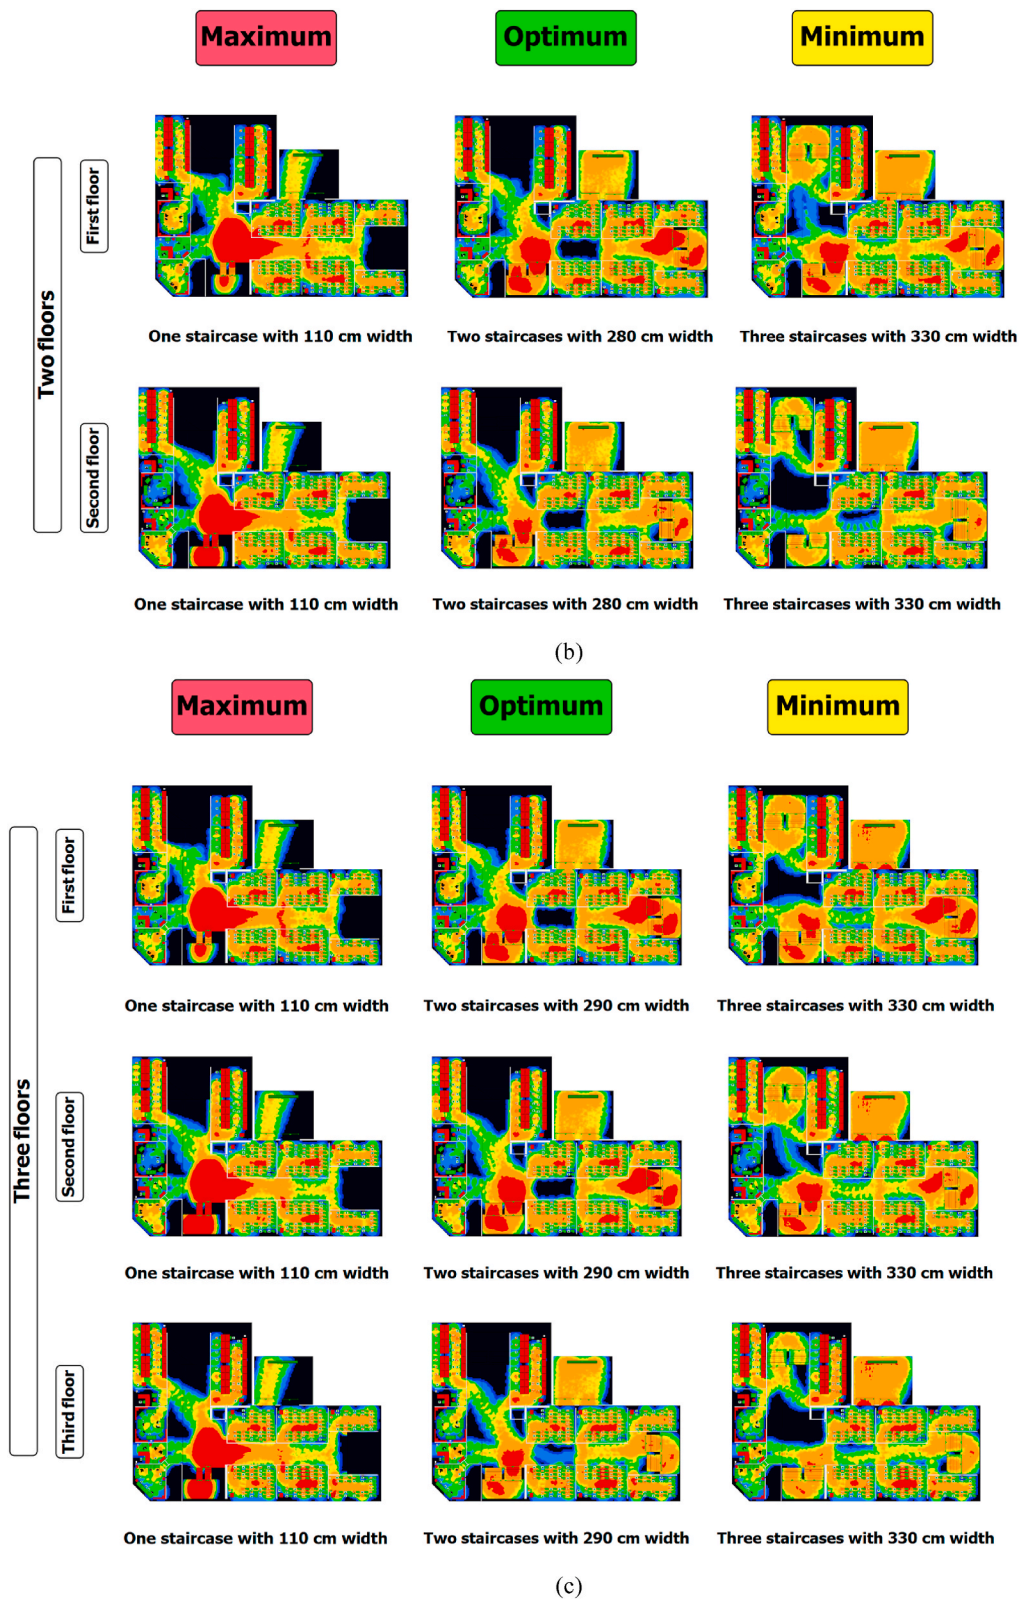 Maximum Optimum Minimum
Two floors
First floor
One staircase with 110 cm width Two staircases with 280 cm width Three staircases with 330 cm width
Second floor
One staircase with 110 cm width Two staircases with 280 cm width Three staircases with 330 cm width
(b)
Maximum Optimum Minimum
Three floors
First floor
One staircase with 110 cm width Two staircases with 290 cm width Three staircases with 330 cm width
Second floor
One staircase with 110 cm width Two staircases with 290 cm width Three staircases with 330 cm width
Third floor
One staircase with 110 cm width Two staircases with 290 cm width Three staircases with 330 cm width
(c)